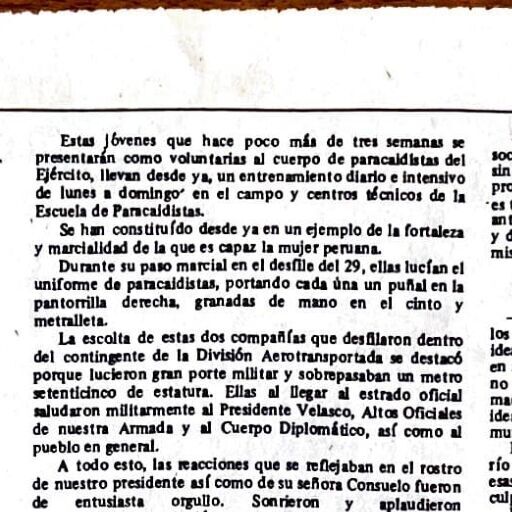 Estas jóvenes que hace poco más de tres semanas se
presentarán como voluntarias al cuerpo de paracaidistas del
Ejército, llevan desde ya, un entrenamiento diario e intensivo
de lunes a domingo en el campo y centros técnicos de la
Escuela de Paracaidistas.
Se han constituído desde ya en un ejemplo de la fortaleza
y marcialidad de la que es capaz la mujer peruana.
Durante su paso marcial en el desfile del 29, ellas lucían el
uniforme de paracaidistas, portando cada úna un puñal en la
pantorrilla derecha, granadas de mano en el cinto y
metralleta.
La escolta de estas dos compañías que desfilaron dentro
del contingente de la División Aerotransportada se destacó
porque lucieron gran porte militar y sobrepasaban un metro
setenticinco de estatura. Ellas al llegar al estrado oficial
saludaron militarmente al Presidente Velasco, Altos Oficiales
de nuestra Armada y al Cuerpo Diplomático, así como al
pueblo en general.
A todo esto, las reacciones que se reflejaban en el rostro
de nuestro presidente así como de su señora Consuelo fueron
de entusiasta orgullo. Sonrieron y aplaudieron
soc
sin
pro
es
ant
y d
mis
los
idea
en
no
ma
ide
mu
río
esas
cul